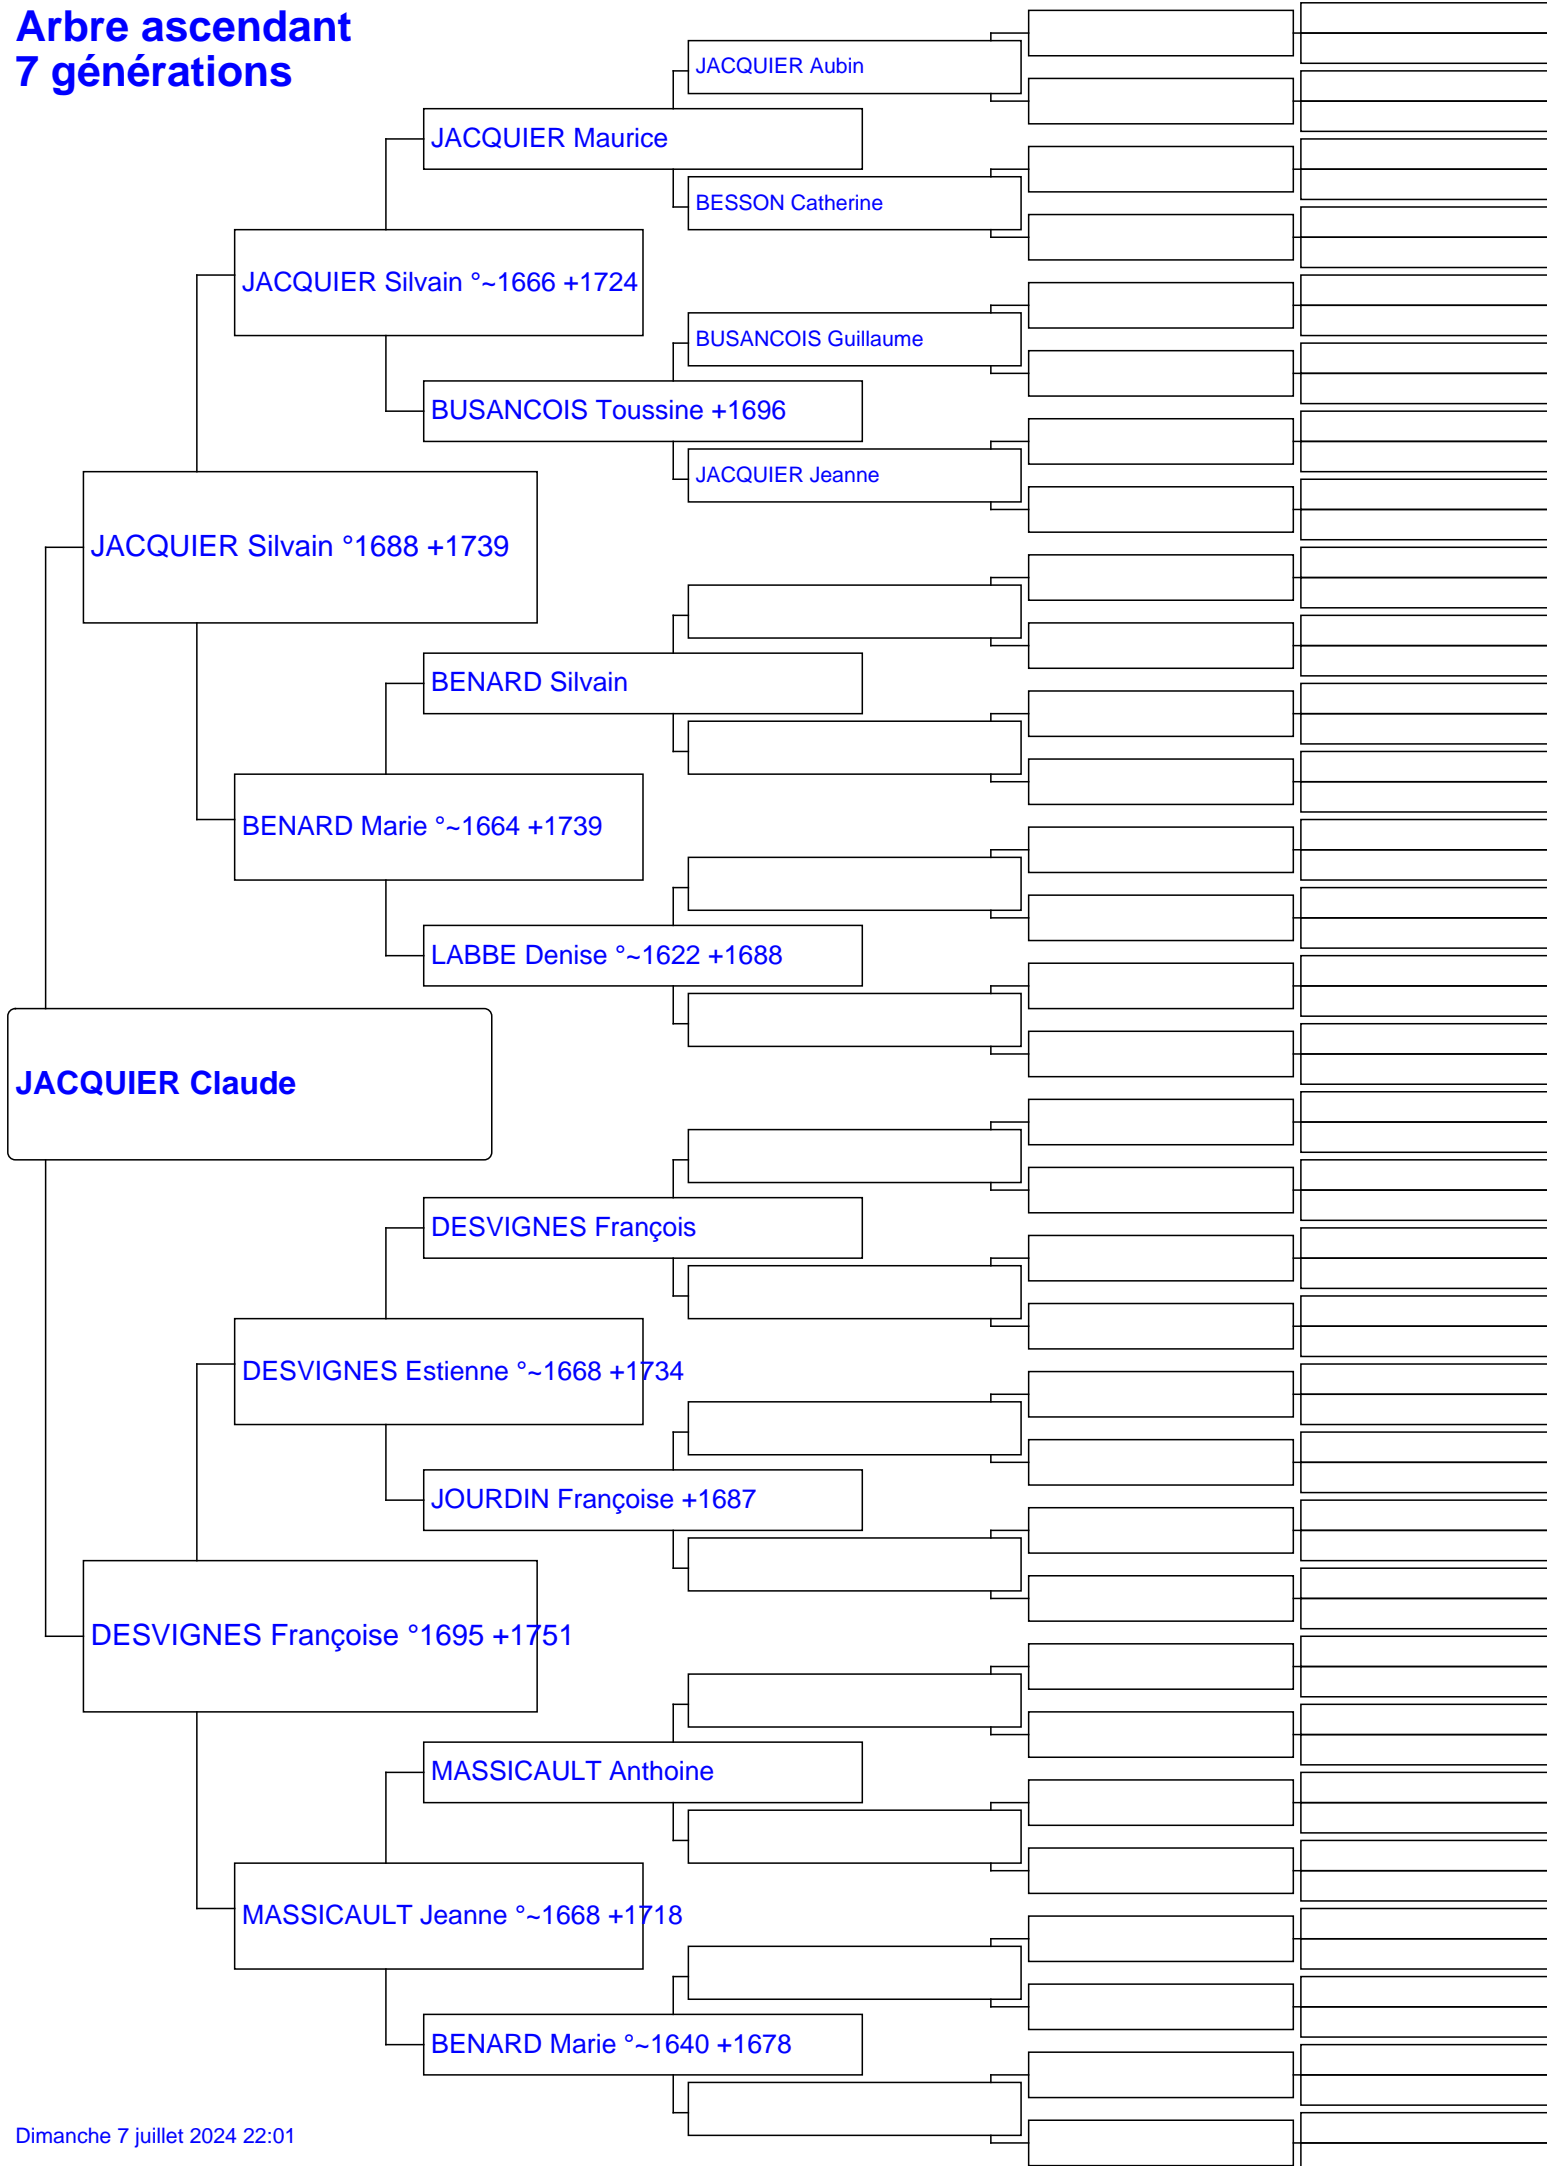 Arbre ascendant
7 générations
JACQUIER Aubin
JACQUIER Maurice
BESSON Catherine
JACQUIER Silvain °~1666 +1724
BUSANCOIS Guillaume
BUSANCOIS Toussine +1696
JACQUIER Jeanne
JACQUIER Silvain °1688 +1739
BENARD Silvain
BENARD Marie °~1664 +1739
LABBE Denise °~1622 +1688
JACQUIER Claude
DESVIGNES François
DESVIGNES Estienne °~1668 +1734
JOURDIN Françoise +1687
DESVIGNES Françoise °1695 +1751
MASSICAULT Anthoine
MASSICAULT Jeanne °~1668 +1718
BENARD Marie °~1640 +1678
Dimanche 7 juillet 2024 22:01